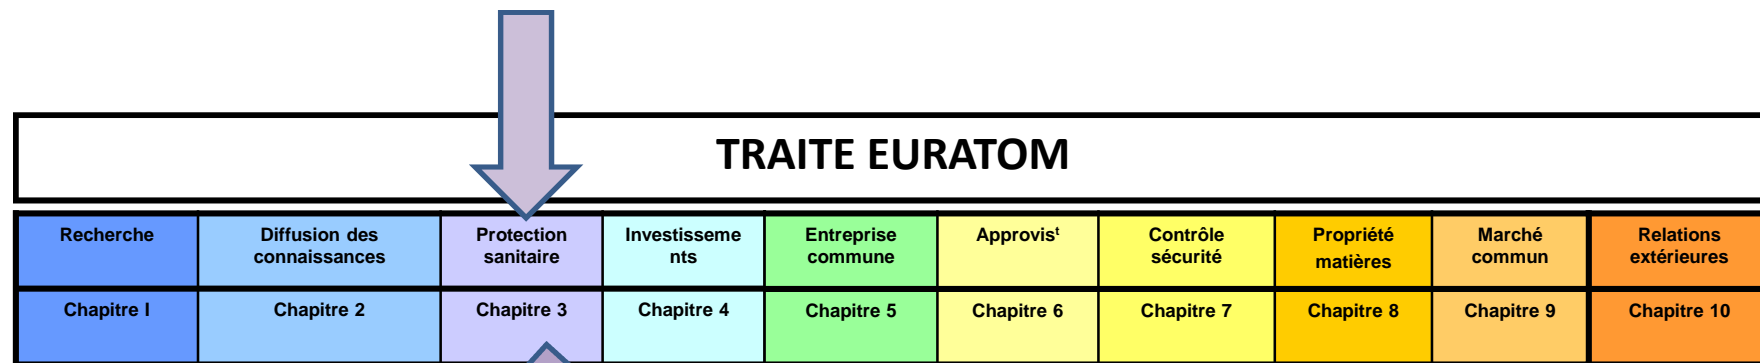 TRAITE EURATOM
Recherche
Diffusion des
connaissances
Protection
sanitaire
Investisseme
nts
Entreprise
commune
Approvisᵗ
Contrôle
sécurité
Propriété
matières
Marché
commun
Relations
extérieures
Chapitre I
Chapitre 2
Chapitre 3
Chapitre 4
Chapitre 5
Chapitre 6
Chapitre 7
Chapitre 8
Chapitre 9
Chapitre 10